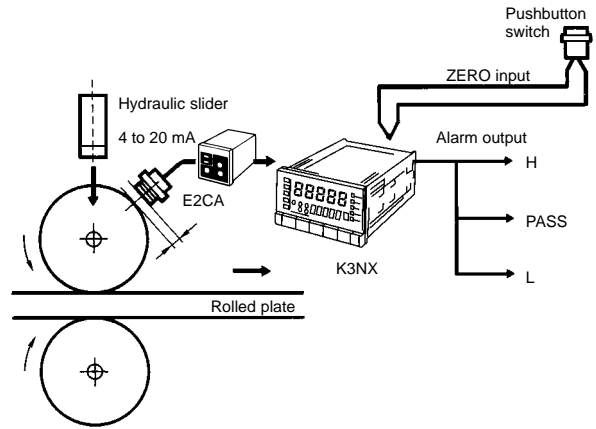 Pushbutton
switch
ZERO input
Hydraulic slider
4 to 20 mA
Alarm output
H
E2CA
PASS
K3NX
L
Rolled plate